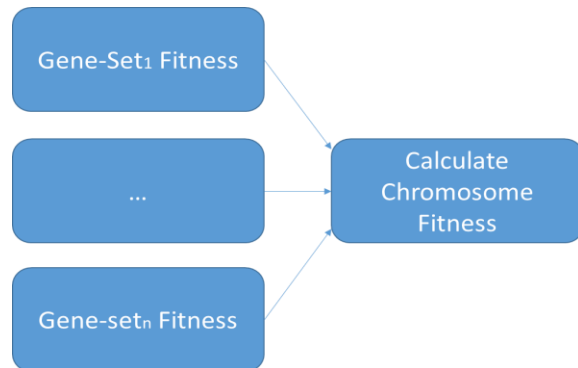 Gene-Set₁ Fitness
...
Gene-setₙ Fitness
Calculate
Chromosome
Fitness